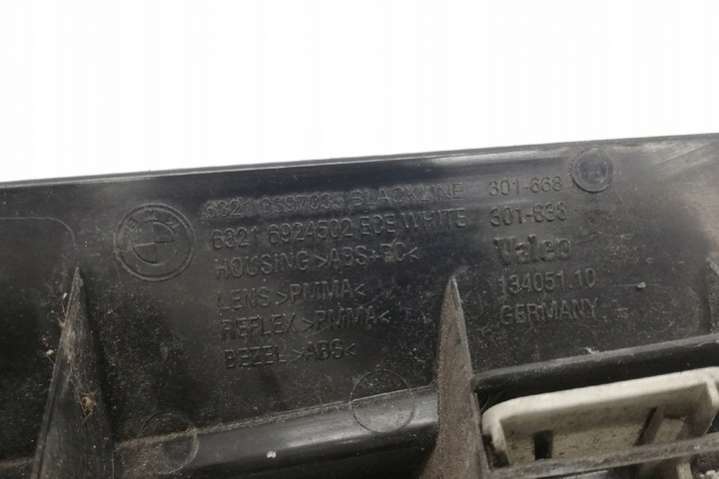 BLACKLINE 301-668
6321 6924502 ECE WHITE 301-638
HOUSING >ABS+PC< Valeo
LENS >PMMA< 134051.10
REFLEX >PMMA< GERMANY
BEZEL >ABS<